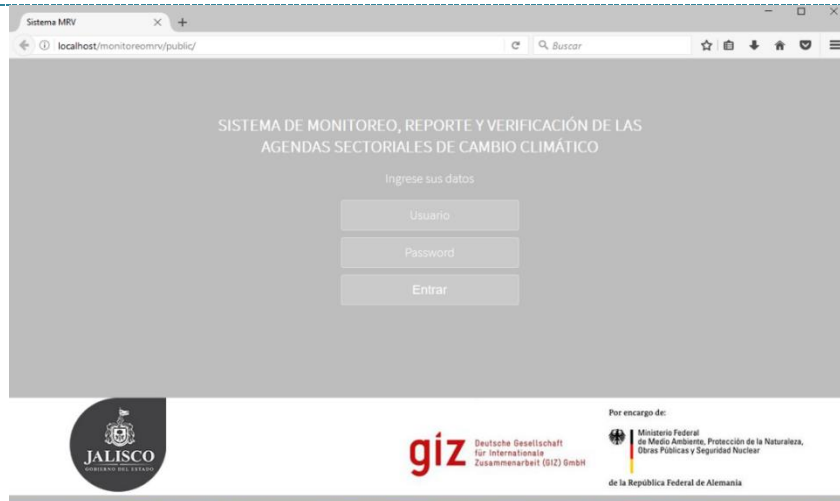 Sistema MRV
localhost/monitoreomrv/public/
Buscar
SISTEMA DE MONITOREO, REPORTE Y VERIFICACIÓN DE LAS
AGENDAS SECTORIALES DE CAMBIO CLIMÁTICO
Ingrese sus datos
Usuario
Password
Entrar
JALISCO
GOBIERNO DEL ESTADO
giz
Deutsche Gesellschaft
für Internationale
Zusammenarbeit (GIZ) GmbH
Por encargo de:
Ministerio Federal
de Medio Ambiente, Protección de la Naturaleza,
Obras Públicas y Seguridad Nuclear
de la República Federal de Alemania